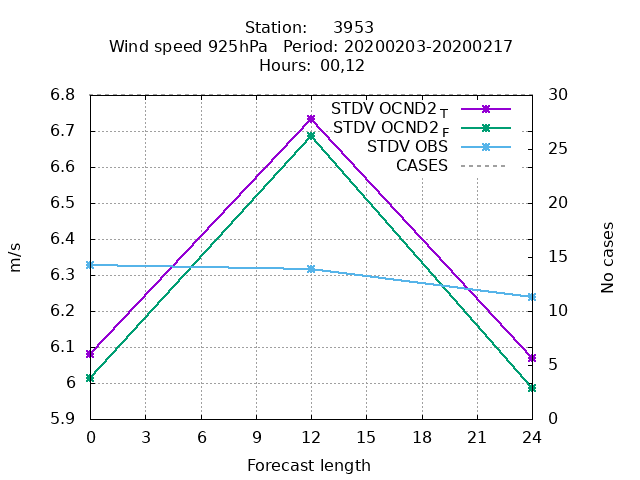 Station: 3953
Wind speed 925hPa Period: 20200203-20200217
Hours: 00,12
6.8
6.7
6.6
6.5
6.4
6.3
6.2
6.1
6
5.9
m/s
STDV OCND2 T
STDV OCND2 F
STDV OBS
CASES
30
25
20
15
10
5
0
No cases
0 3 6 9 12 15 18 21 24
Forecast length